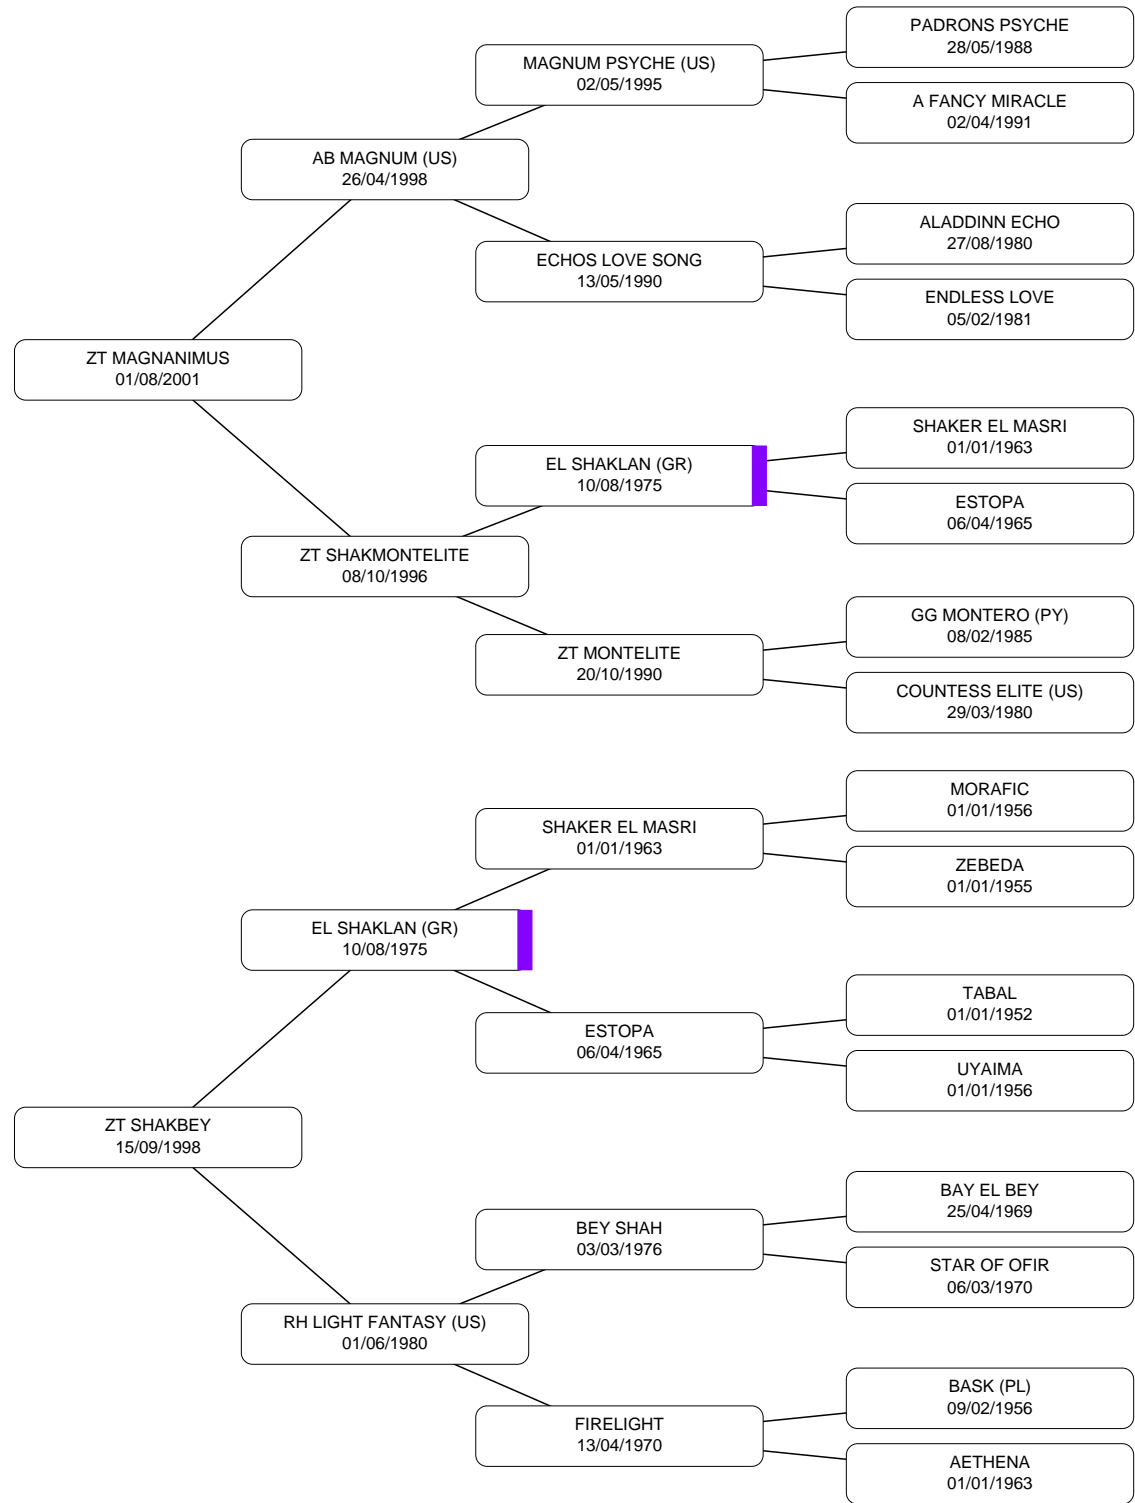 PADRONS PSYCHE
28/05/1988
MAGNUM PSYCHE (US)
02/05/1995
A FANCY MIRACLE
02/04/1991
AB MAGNUM (US)
26/04/1998
ALADDINN ECHO
27/08/1980
ECHOS LOVE SONG
13/05/1990
ENDLESS LOVE
05/02/1981
ZT MAGNANIMUS
01/08/2001
SHAKER EL MASRI
01/01/1963
EL SHAKLAN (GR)
10/08/1975
ESTOPA
06/04/1965
ZT SHAKMONTELITE
08/10/1996
GG MONTERO (PY)
08/02/1985
ZT MONTELITE
20/10/1990
COUNTESS ELITE (US)
29/03/1980
MORAFIC
01/01/1956
SHAKER EL MASRI
01/01/1963
ZEBEDA
01/01/1955
EL SHAKLAN (GR)
10/08/1975
TABAL
01/01/1952
ESTOPA
06/04/1965
UYAIMA
01/01/1956
ZT SHAKBEY
15/09/1998
BAY EL BEY
25/04/1969
BEY SHAH
03/03/1976
STAR OF OFIR
06/03/1970
RH LIGHT FANTASY (US)
01/06/1980
BASK (PL)
09/02/1956
FIRELIGHT
13/04/1970
AETHENA
01/01/1963